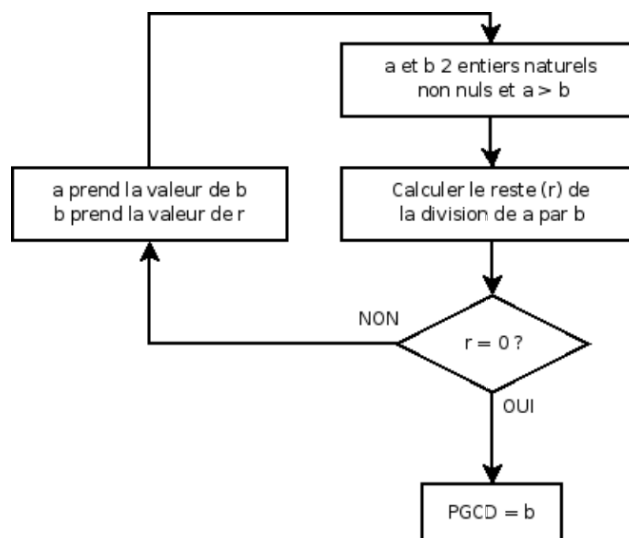 a et b 2 entiers naturels
non nuls et a > b
a prend la valeur de b
b prend la valeur de r
Calculer le reste (r) de
la division de a par b
NON
r = 0 ?
OUI
PGCD = b